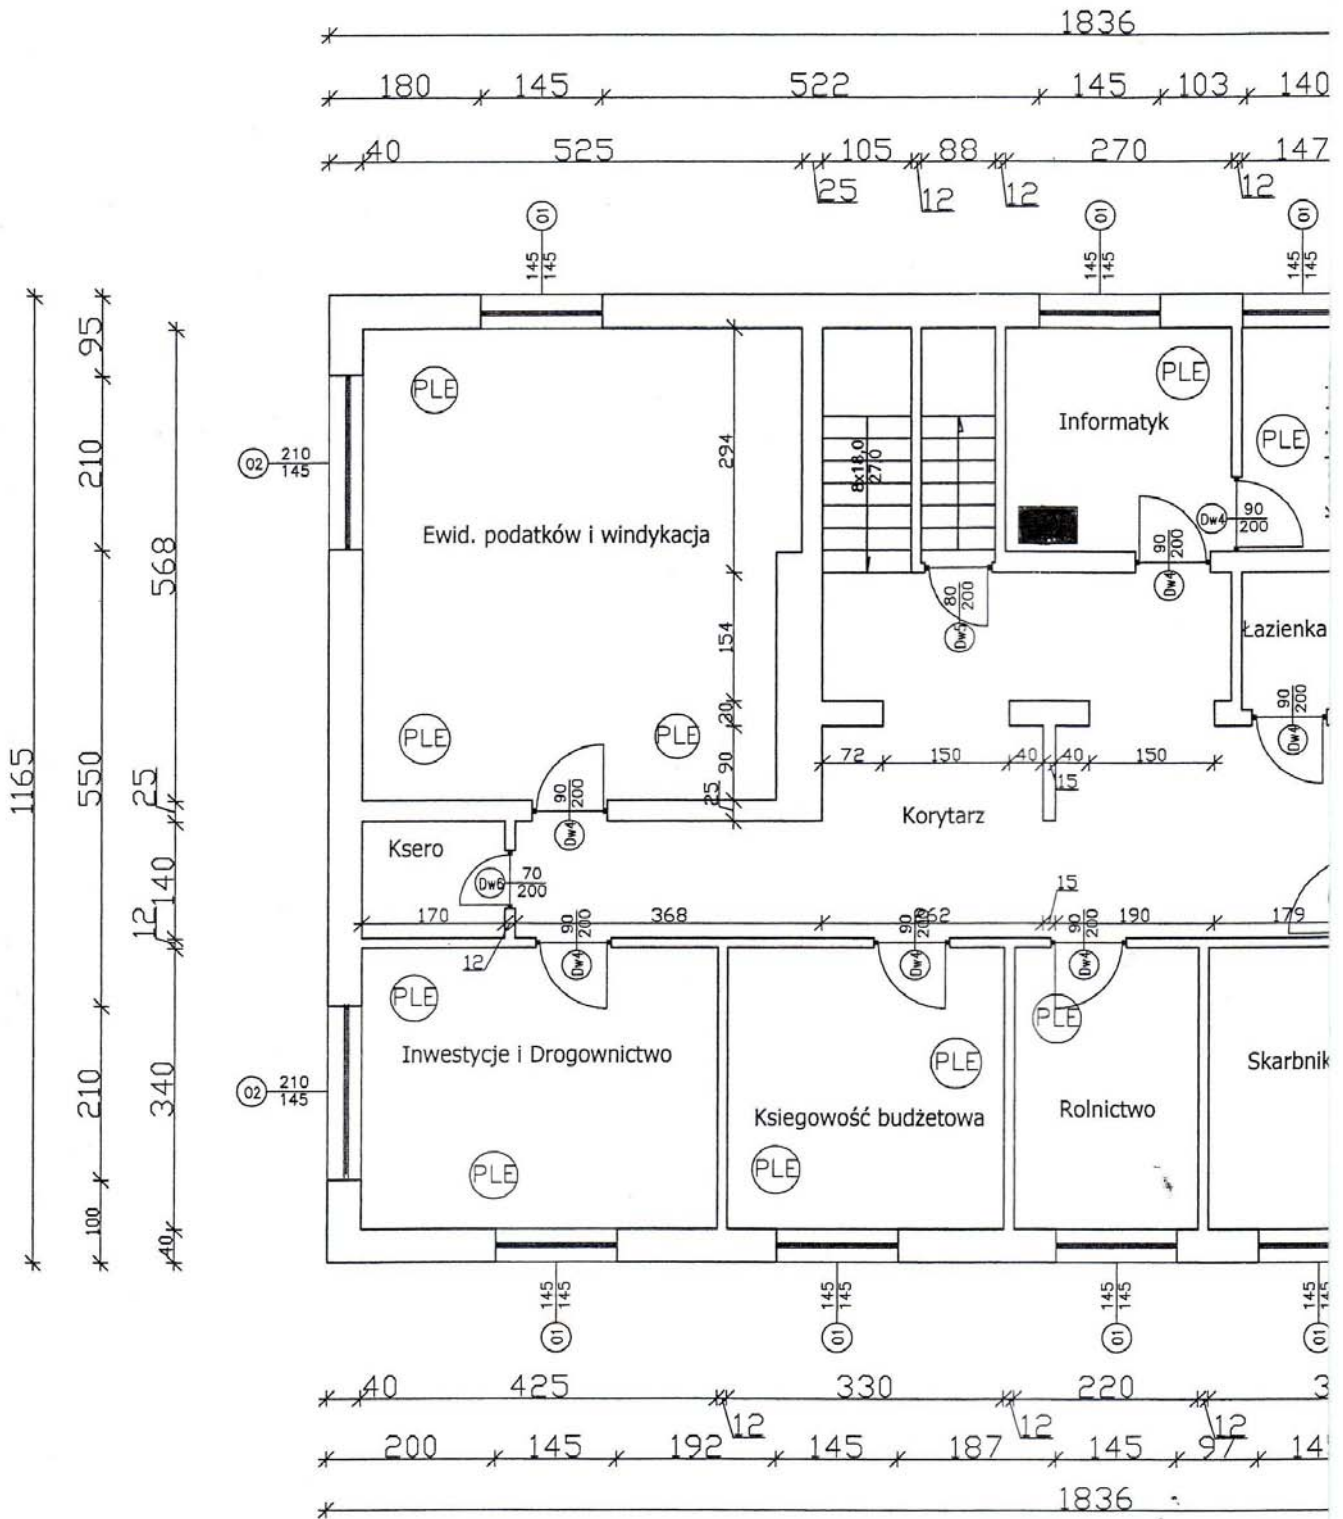 1836
180 145 522 145 103 140
40 525 105 88 270 147
25 12 12 12
01 01 01
145 145 145 145 145 145
1165
95 210 550 210 100
568 25 140 12 340 40
PLE
PLE
Informatyk
PLE
02 210
145
294
8x18,0
27,0
Ewid. podatków i windykacja
Dw4 90
200
90
200
Dw4
80
200
Dw5
154
Łazienka
PLE
PLE
30
90
200
Dw4
72 90 150 40 40 150
25 15
90
200
Dw4
Korytarz
Ksero
Dw6 70
200
15
170 368 262 190 179
90
200
90
200
90
200
12
Dw4 Dw4 Dw4
PLE
PLE
Inwestycje i Drogownictwo
PLE
Skarbnik
02 210
145
Ksiegowość budżetowa
Rolnictwo
PLE
PLE
145 145 145 145 145 145 145
01 01 01 01
40 425 330 220
12 12 12
200 145 192 145 187 145 97
1836